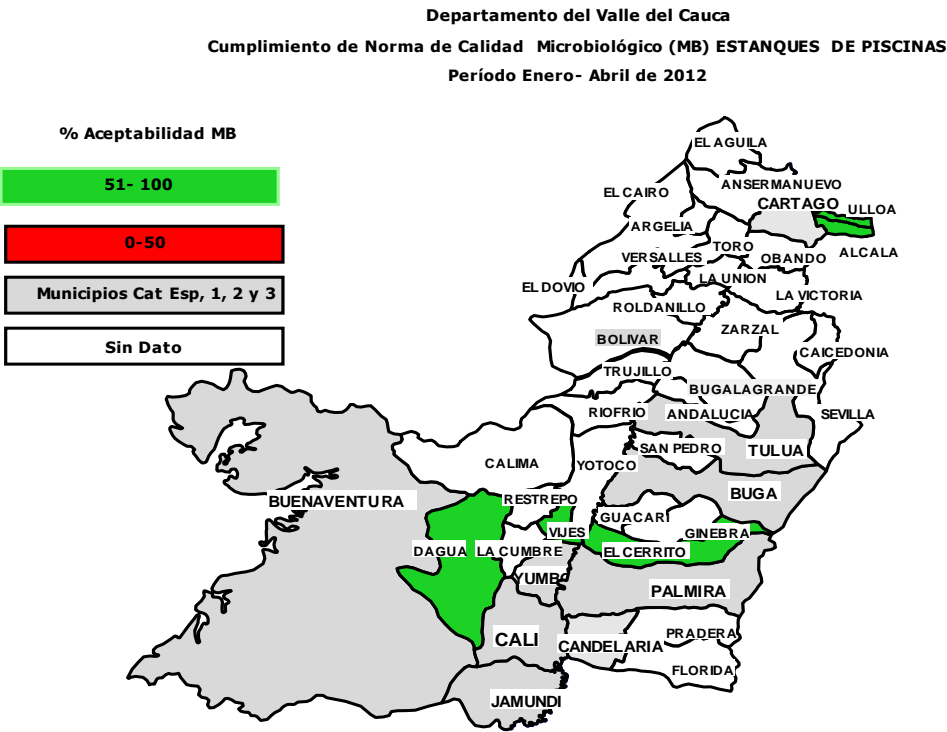 Departamento del Valle del Cauca
Cumplimiento de Norma de Calidad Microbiológico (MB) ESTANQUES DE PISCINAS
Período Enero- Abril de 2012
% Aceptabilidad MB
51- 100
0-50
Municipios Cat Esp, 1, 2 y 3
Sin Dato
EL AGUILA
ANSERMANUEVO
EL CAIRO
CARTAGO
ULLOA
ARGELIA
TORO
ALCALA
VERSALLES
OBANDO
LA UNION
EL DOVIO
LA VICTORIA
ROLDANILLO
ZARZAL
BOLIVAR
CAICEDONIA
TRUJILLO
BUGALAGRANDE
RIOFRIO
ANDALUCIA
SEVILLA
SAN PEDRO
TULUA
CALIMA
YOTOCO
BUGA
BUENAVENTURA
RESTREPO
GUACARI
VIJES
GINEBRA
DAGUA
LA CUMBRE
EL CERRITO
YUMBO
PALMIRA
CALI
PRADERA
CANDELARIA
FLORIDA
JAMUNDI